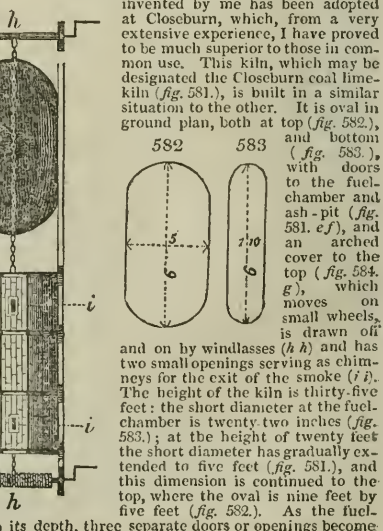 h
invented by me has been adopted
at Closeburn, which, from a very
extensive experience, I have proved
to be much superior to those in com-
mon use. This kiln, which may be
designated the Closeburn coal lime-
kiln (fig. 581.), is built in a similar
situation to the other. It is oval in
ground plan, both at top (fig. 582.),
582 583
and bottom
(fig. 583.),
with doors
to the fuel-
chamber and
ash-pit (fig.
581. e f), and
an arched
cover to the
top (fig. 584.
g), which
moves on
small wheels,
is drawn off
5
9
1 10
9
i
i
h
and on by windlasses (h h) and has
two small openings serving as chim-
neys for the exit of the smoke (i i).
The height of the kiln is thirty-five
feet: the short diameter at the fuel-
chamber is twenty-two inches (fig.
583.); at the height of twenty feet
the short diameter has gradually ex-
tended to five feet (fig. 581.), and
this dimension is continued to the
top, where the oval is nine feet by
five feet (fig. 582.). As the fuel-
its depth, three separate doors or openings become